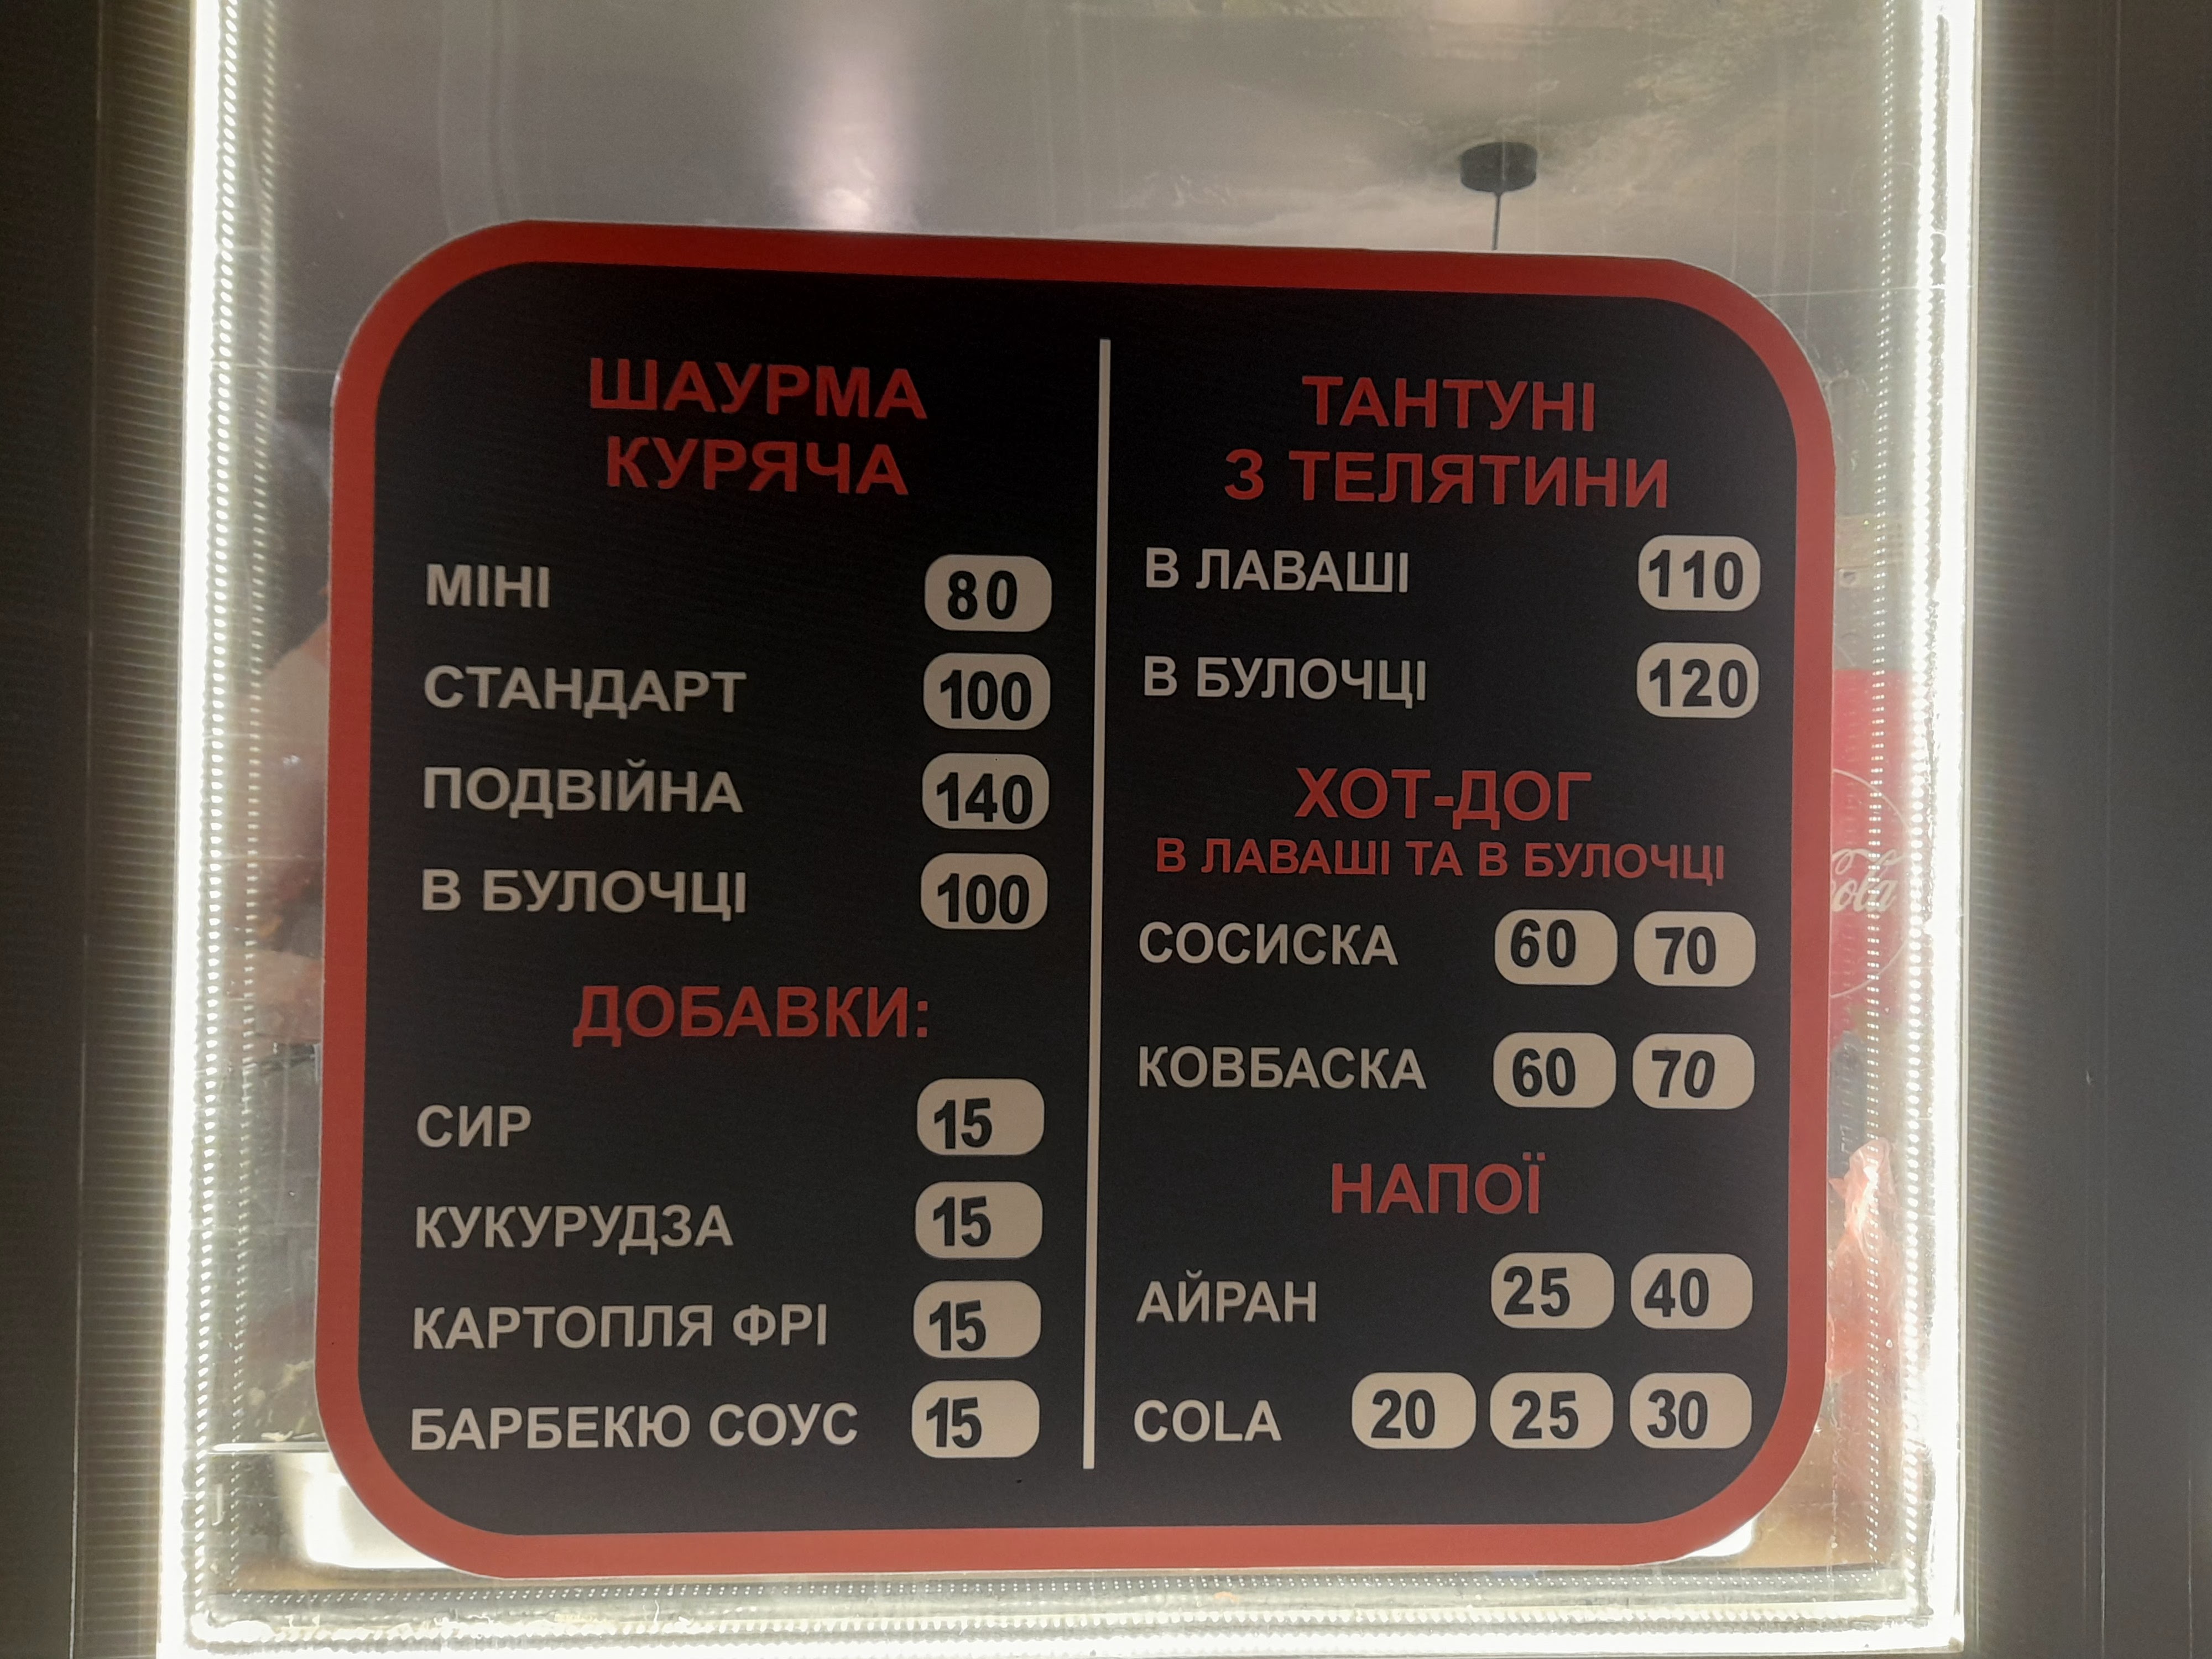 ШАУРМА
КУРЯЧА
МІНІ 80
СТАНДАРТ 100
ПОДВІЙНА 140
В БУЛОЧЦІ 100
ДОБАВКИ:
СИР 15
КУКУРУДЗА 15
КАРТОПЛЯ ФРІ 15
БАРБЕКЮ СОУС 15
ТАНТУНІ
З ТЕЛЯТИНИ
В ЛАВАШІ 110
В БУЛОЧЦІ 120
ХОТ-ДОГ
В ЛАВАШІ ТА В БУЛОЧЦІ
СОСИСКА 60 70
КОВБАСКА 60 70
НАПОЇ
АЙРАН 25 40
COLA 20 25 30